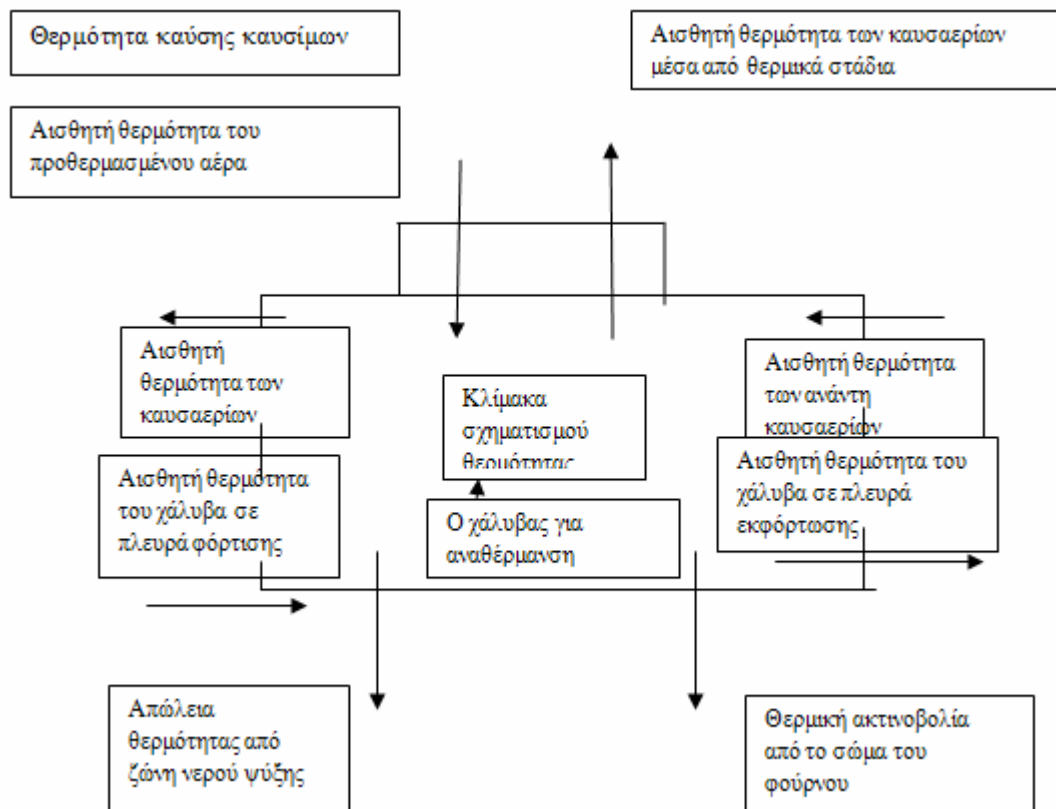 Θερμότητα καύσης καυσίμων
Αισθητή θερμότητα των καυσαερίων
μέσα από θερμικά στάδια
Αισθητή θερμότητα του
προθερμασμένου αέρα
Αισθητή
θερμότητα των
καυσαερίων
Κλίμακα
σχηματισμού
θερμότητας
Αισθητή θερμότητα
των ανάντη
καυσαερίων
Αισθητή θερμότητα
του χάλυβα σε
πλευρά φόρτισης
Ο χάλυβας για
αναθέρμανση
Αισθητή θερμότητα του
χάλυβα σε πλευρά
εκφόρτωσης
Απώλεια
θερμότητας από
ζώνη νερού ψύξης
Θερμική ακτινοβολία
από το σώμα του
φούρνου